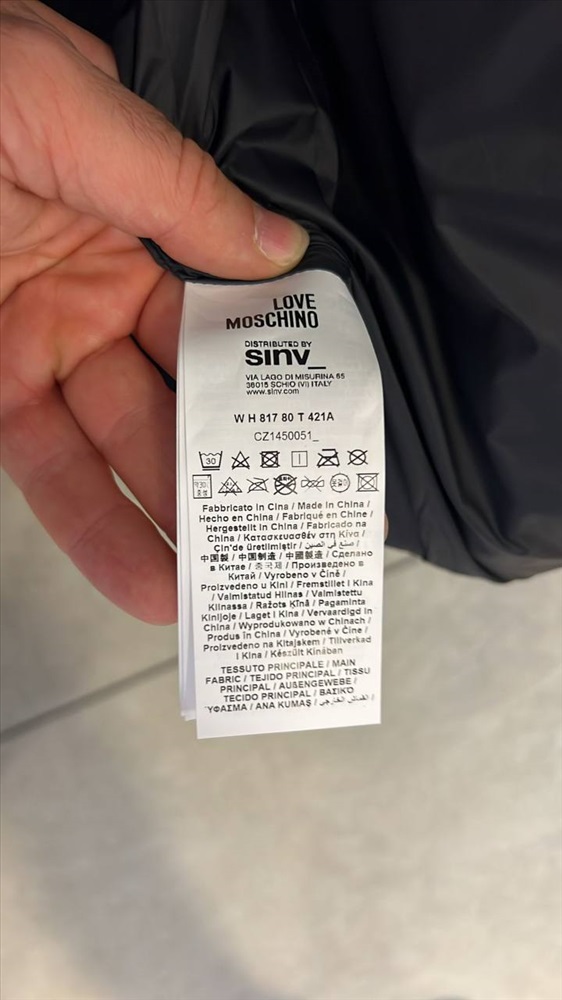 LOVE
MOSCHINO
DISTRIBUTED BY
sinv_
VIA LAGO DI MISURINA 65
36015 SCHIO (VI) ITALY
www.sinv.com
W H 817 80 T 421A
CZ1450051_
30
Fabbricato in Cina / Made in China /
Hecho en China / Fabriqué en Chine /
Hergestellt in China / Fabricado na
China / Κατασκευασθέν στη Κίνα /
Çin'de üretilmiştir / صنع في الصين /
中国製 / 中国制造 / 中國製造 / Сделано
в Китае / 중국제 / Произведено в
Китай / Vyrobeno v Číně /
Proizvedeno u Kini / Fremstillet i Kina
/ Valmistatud Hiinas / Valmistettu
Kiinassa / Ražots Ķīnā / Pagaminta
Kinijoje / Laget i Kina / Vervaardigd in
China / Wyprodukowano w Chinach /
Produs în China / Vyrobené v Číne /
Proizvedeno na Kitajskem / Tillverkad
i Kina / Készült Kínában
TESSUTO PRINCIPALE / MAIN
FABRIC / TEJIDO PRINCIPAL / TISSU
PRINCIPAL / AUßENGEWEBE /
TECIDO PRINCIPAL / ΒΑΣΙΚΟ
ΎΦΑΣΜΑ / ANA KUMAŞ / القماش الخارجي /